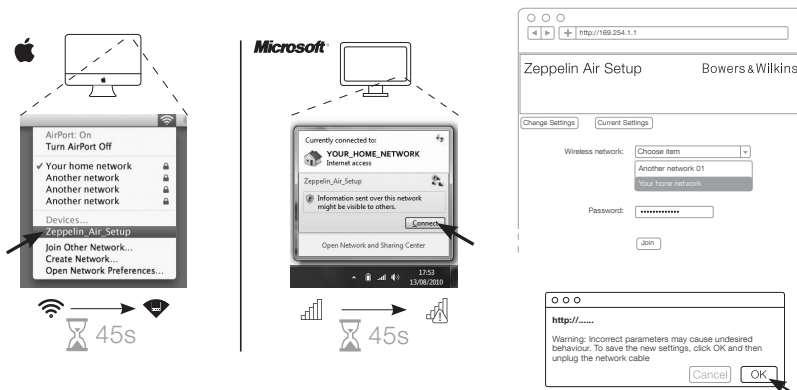 AirPort: On
Turn AirPort Off
Your home network
Another network
Another network
Another network
Devices...
Zeppelin_Air_Setup
Join Other Network...
Create Network...
Open Network Preferences...
45s
Microsoft
Currently connected to:
YOUR_HOME_NETWORK
Internet access
Zeppelin_Air_Setup
Information sent over this network
might be visible to others.
Connect
Open Network and Sharing Center
17:53
13/08/2010
45s
http://169.254.1.1
Zeppelin Air Setup Bowers & Wilkins
Change Settings Current Settings
Wireless network: Choose item
Another network 01
Your hone network
Password: •••••••••••••
Join
http://......
Warning: Incorrect parameters may cause undesired
behaviour. To save the new settings, click OK and then
unplug the network cable
Cancel OK